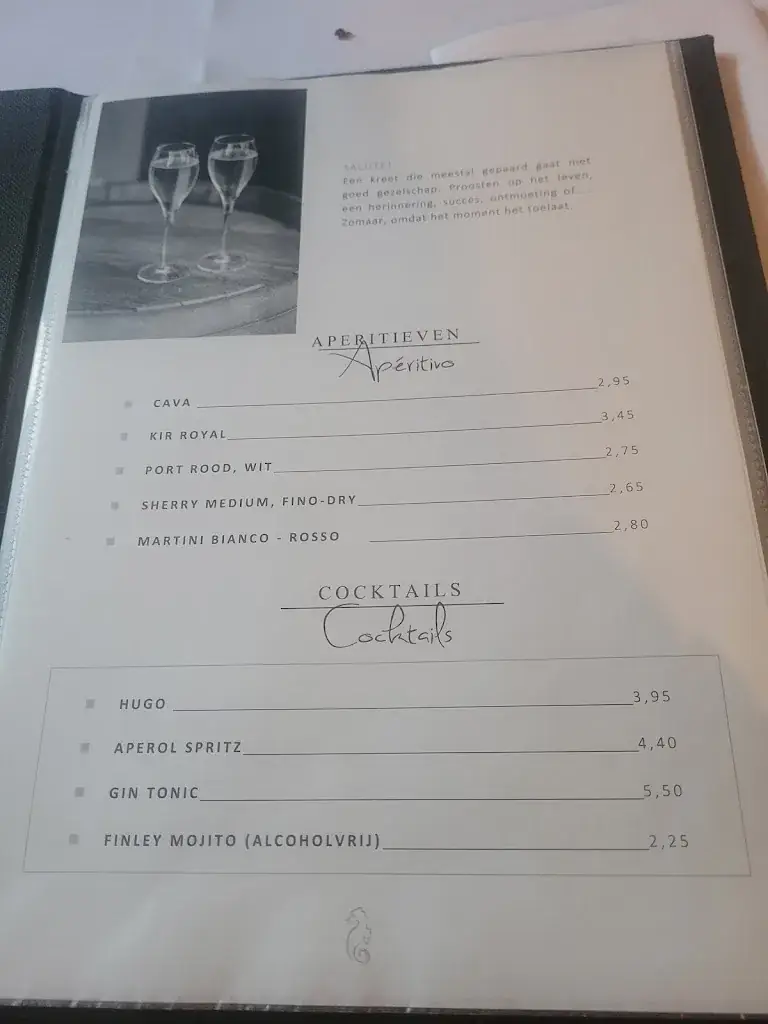 SALUTE!
Een kreet die meestal gepaard gaat met
goed gezelschap. Proosten op het leven,
een herinnering, succes, ontmoeting of...
Zomaar, omdat het moment het toelaat.
APERITIEVEN
Apéritivo
CAVA 2,95
KIR ROYAL 3,45
PORT ROOD, WIT 2,75
SHERRY MEDIUM, FINO-DRY 2,65
MARTINI BIANCO - ROSSO 2,80
COCKTAILS
Cocktails
HUGO 3,95
APEROL SPRITZ 4,40
GIN TONIC 5,50
FINLEY MOJITO (ALCOHOLVRIJ) 2,25